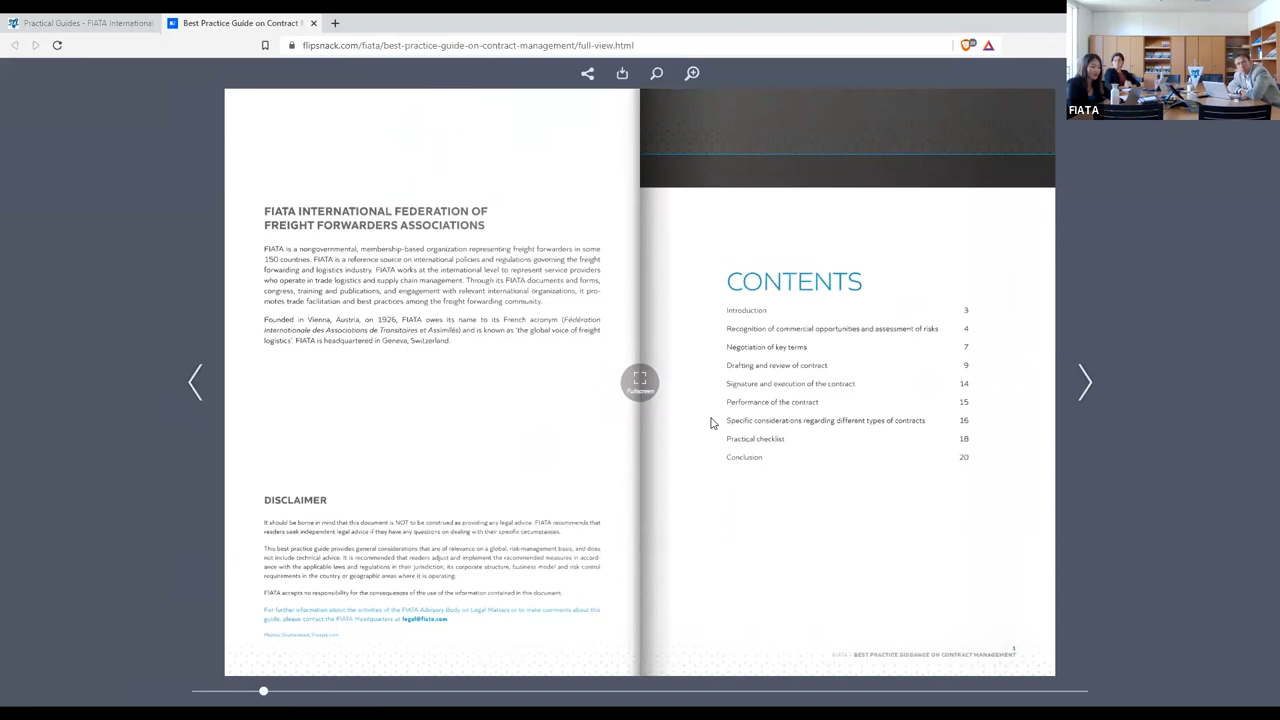 Practical Guides - FIATA International
Best Practice Guide on Contract
flipsnack.com/fiata/best-practice-guide-on-contract-management/full-view.html
FIATA
FIATA INTERNATIONAL FEDERATION OF
FREIGHT FORWARDERS ASSOCIATIONS
FIATA is a nongovernmental, membership-based organization representing freight forwarders in some
150 countries. FIATA is a reference source on international policies and regulations governing the freight
forwarding and logistics industry. FIATA works at the international level to represent service providers
who operate in trade logistics and supply chain management. Through its FIATA documents and forms,
congress, training and publications, and engagement with relevant international organizations, it pro-
motes trade facilitation and best practices among the freight forwarding community.
Founded in Vienna, Austria, on 1926, FIATA owes its name to its French acronym (Fédération
Internationale des Associations de Transitaires et Assimilés) and is known as 'the global voice of freight
logistics'. FIATA is headquartered in Geneva, Switzerland.
DISCLAIMER
It should be borne in mind that this document is NOT to be construed as providing any legal advice. FIATA recommends that
readers seek independent legal advice if they have any questions on dealing with their specific circumstances.
This best practice guide provides general considerations that are of relevance on a global, risk-management basis, and does
not include technical advice. It is recommended that readers adjust and implement the recommended measures in accord-
ance with the applicable laws and regulations in their jurisdiction, its corporate structure, business model and risk control
requirements in the country or geographic areas where it is operating.
FIATA accepts no responsibility for the consequences of the use of the information contained in this document.
For further information about the activities of the FIATA Advisory Body on Legal Matters or to make comments about this
guide, please contact the FIATA Headquarters at legal@fiata.com
Photos: Shutterstock, Freepik.com
Fullscreen
CONTENTS
Introduction 3
Recognition of commercial opportunities and assessment of risks 4
Negotiation of key terms 7
Drafting and review of contract 9
Signature and execution of the contract 14
Performance of the contract 15
Specific considerations regarding different types of contracts 16
Practical checklist 18
Conclusion 20
1
FIATA - BEST PRACTICE GUIDANCE ON CONTRACT MANAGEMENT